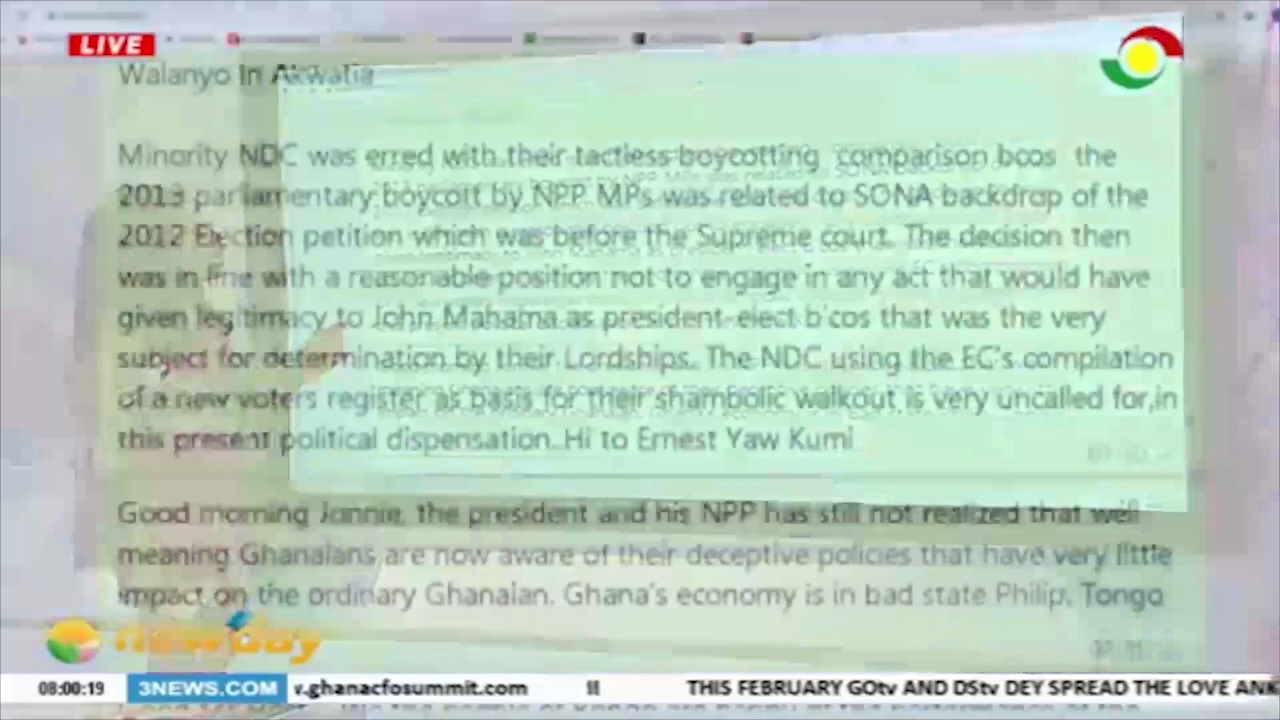 LIVE
Walanyo In Akwatia
Minority NDC was erred with their tactless boycotting comparison bcos the
2013 parliamentary boycott by NPP MPs was related to SONA backdrop of the
2012 Election petition which was before the Supreme court. The decision then
was in line with a reasonable position not to engage in any act that would have
given legitimacy to John Mahama as president-elect b'cos that was the very
subject for determination by their Lordships. The NDC using the EC's compilation
of a new voters register as basis for their shambolic walkout is very uncalled for,in
this present political dispensation. Hi to Ernest Yaw Kumi
Good morning Jonnie, the president and his NPP has still not realized that well
meaning Ghanaians are now aware of their deceptive policies that have very little
impact on the ordinary Ghanaian. Ghana's economy is in bad state Philip, Tongo
new day
08:00:19 3NEWS.COM v.ghanacfosummit.com THIS FEBRUARY GOtv AND DStv DEY SPREAD THE LOVE ANK